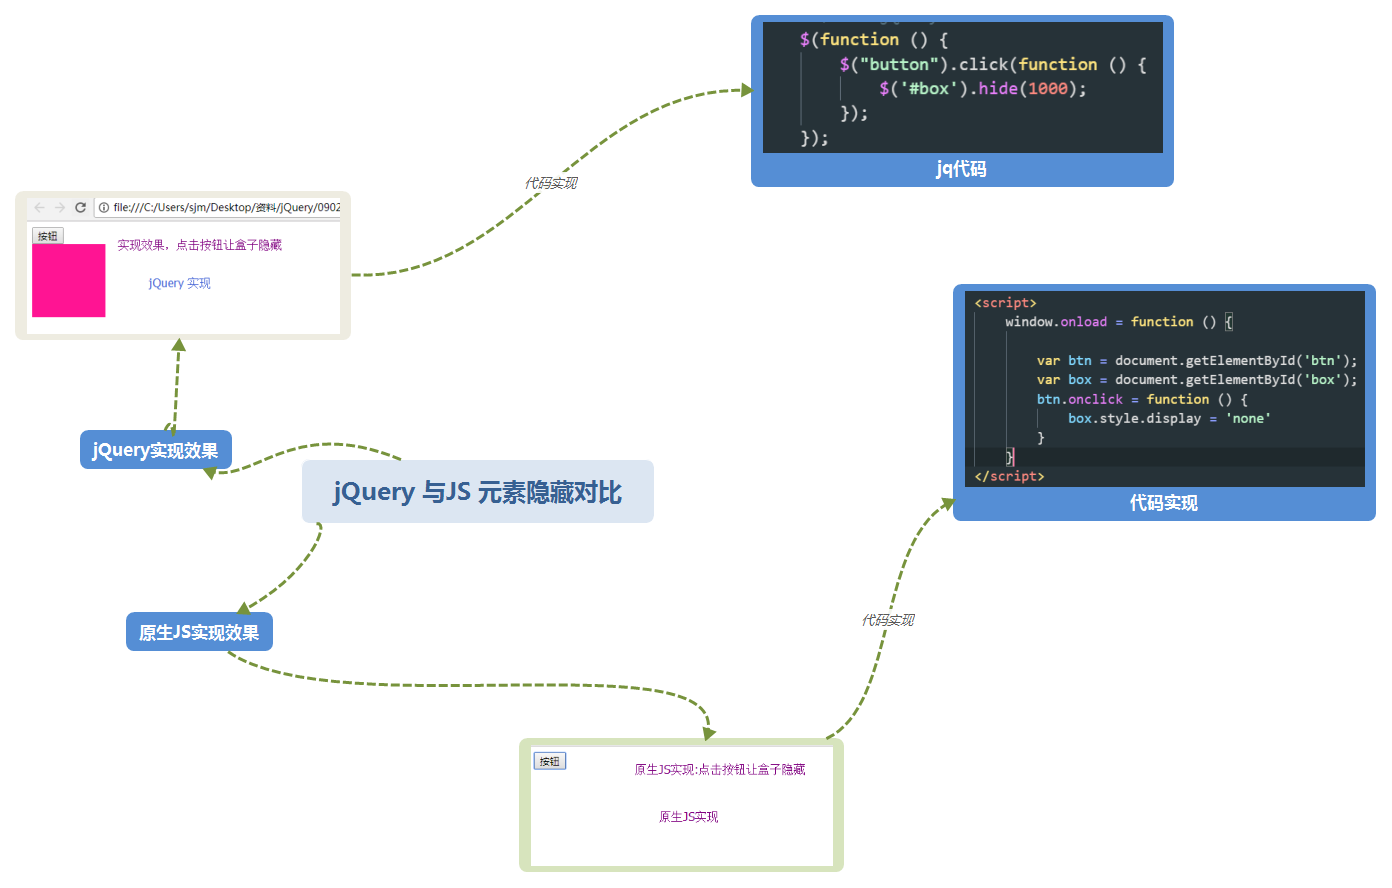 $(function () {
$("button").click(function () {
$('#box').hide(1000);
});
});
jq代码
代码实现
file:///C:/Users/sjm/Desktop/资料/jQuery/0902
按钮
实现效果，点击按钮让盒子隐藏
jQuery 实现
jQuery实现效果
jQuery 与JS 元素隐藏对比
原生JS实现效果
<script>
window.onload = function () {
var btn = document.getElementById('btn');
var box = document.getElementById('box');
btn.onclick = function () {
box.style.display = 'none'
}
}
</script>
代码实现
代码实现
按钮
原生JS实现:点击按钮让盒子隐藏
原生JS实现